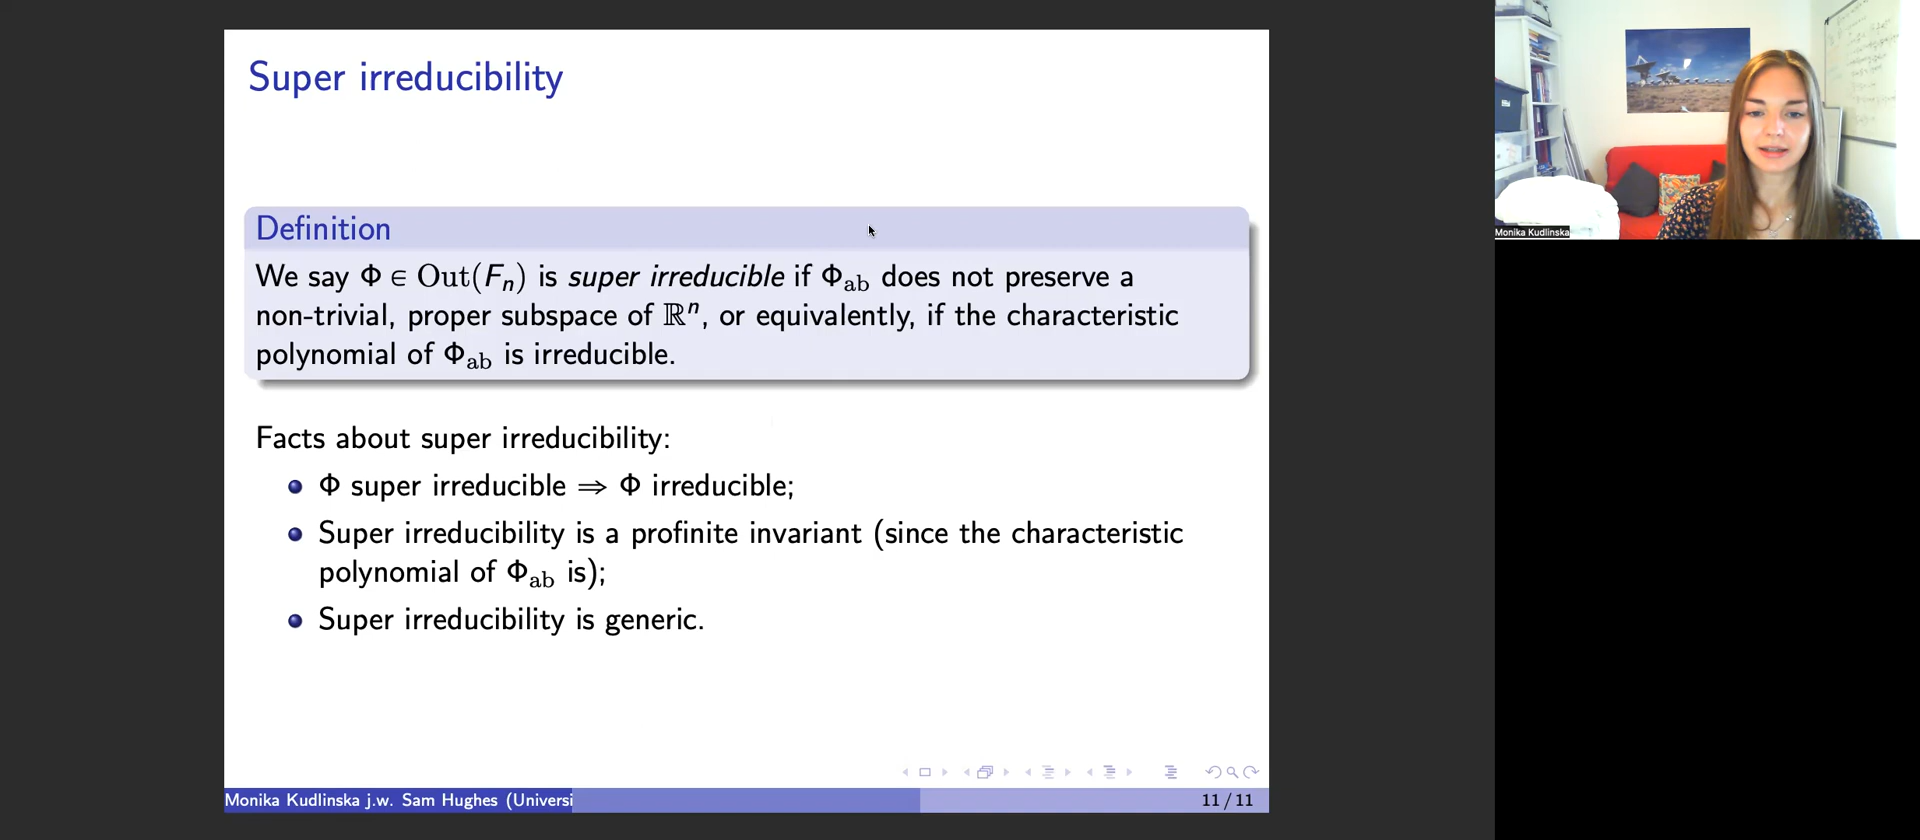 Super irreducibility
Definition
We say Φ ∈ Out(Fₙ) is super irreducible if Φ_ab does not preserve a
non-trivial, proper subspace of ℝⁿ, or equivalently, if the characteristic
polynomial of Φ_ab is irreducible.
Facts about super irreducibility:
Φ super irreducible ⇒ Φ irreducible;
Super irreducibility is a profinite invariant (since the characteristic
polynomial of Φ_ab is);
Super irreducibility is generic.
Monika Kudlinska j.w. Sam Hughes (Universi
11 / 11
Monika Kudlinska